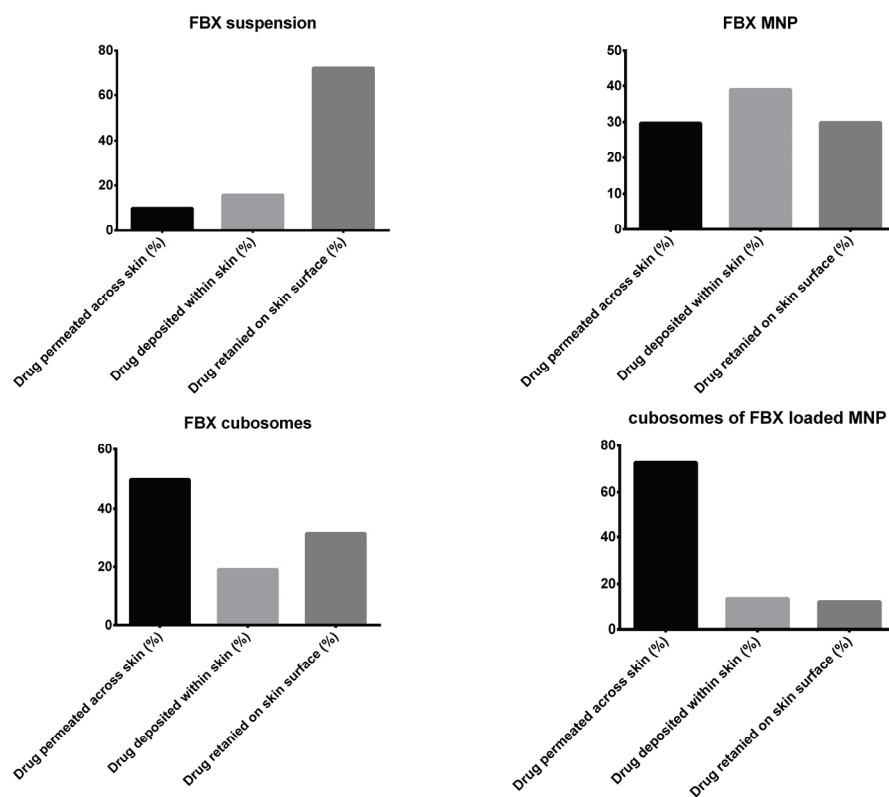 FBX suspension
80
60
40
20
0
Drug permeated across skin (%)
Drug deposited within skin (%)
Drug retanied on skin surface (%)
FBX MNP
50
40
30
20
10
0
Drug permeated across skin (%)
Drug deposited within skin (%)
Drug retanied on skin surface (%)
FBX cubosomes
60
40
20
0
Drug permeated across skin (%)
Drug deposited within skin (%)
Drug retanied on skin surface (%)
cubosomes of FBX loaded MNP
80
60
40
20
0
Drug permeated across skin (%)
Drug deposited within skin (%)
Drug retanied on skin surface (%)